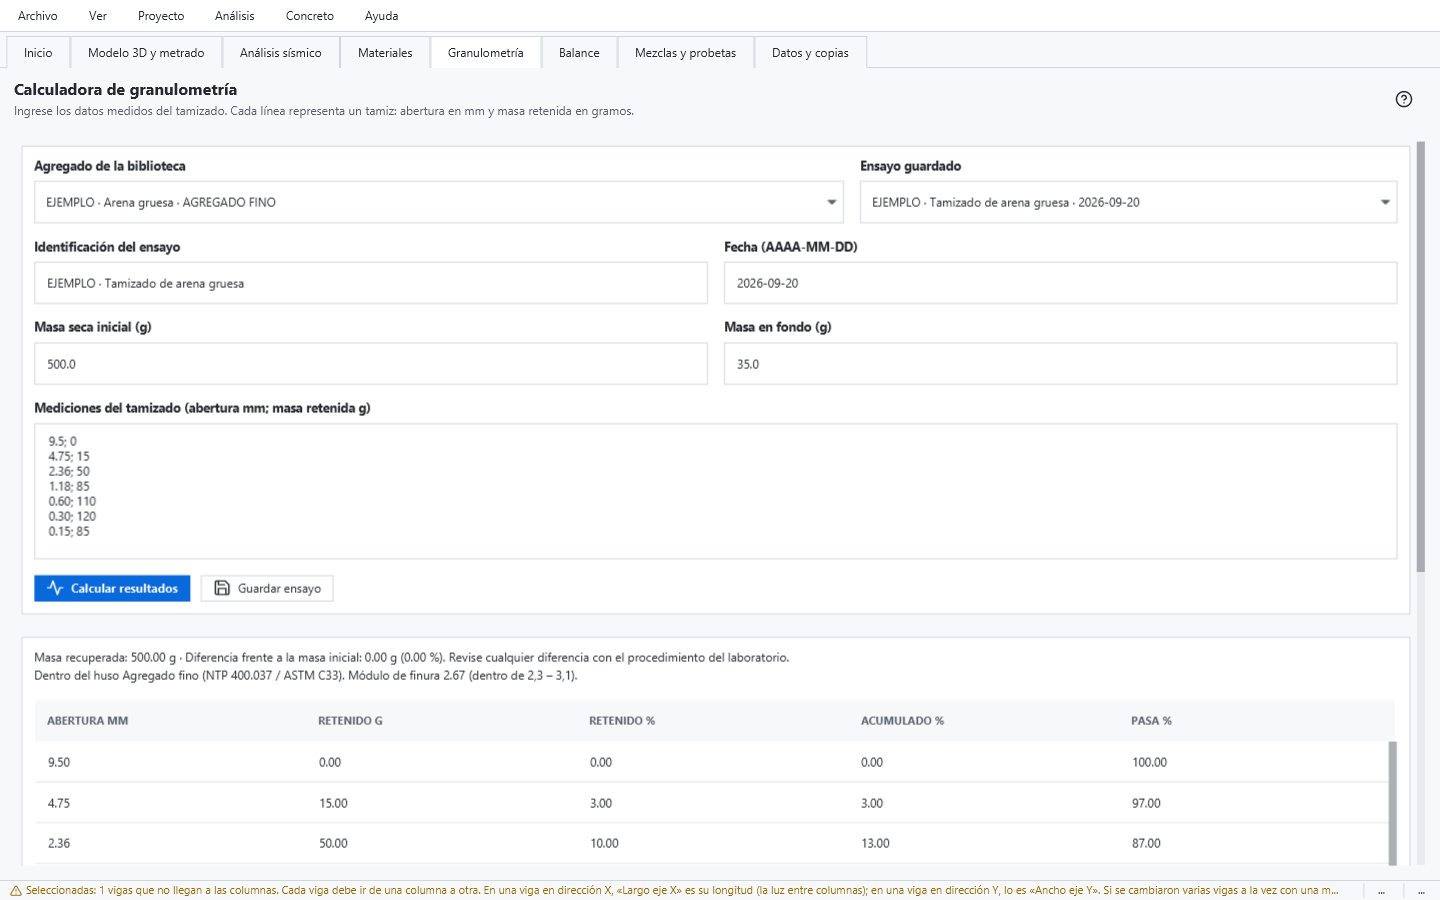 Archivo Ver Proyecto Análisis Concreto Ayuda
Inicio Modelo 3D y metrado Análisis sísmico Materiales Granulometría Balance Mezclas y probetas Datos y copias
Calculadora de granulometría
Ingrese los datos medidos del tamizado. Cada línea representa un tamiz: abertura en mm y masa retenida en gramos.
Agregado de la biblioteca Ensayo guardado
EJEMPLO · Arena gruesa · AGREGADO FINO EJEMPLO · Tamizado de arena gruesa · 2026-09-20
Identificación del ensayo Fecha (AAAA-MM-DD)
EJEMPLO · Tamizado de arena gruesa 2026-09-20
Masa seca inicial (g) Masa en fondo (g)
500.0 35.0
Mediciones del tamizado (abertura mm; masa retenida g)
9.5; 0
4.75; 15
2.36; 50
1.18; 85
0.60; 110
0.30; 120
0.15; 85
Calcular resultados Guardar ensayo
Masa recuperada: 500.00 g · Diferencia frente a la masa inicial: 0.00 g (0.00 %). Revise cualquier diferencia con el procedimiento del laboratorio.
Dentro del huso Agregado fino (NTP 400.037 / ASTM C33). Módulo de finura 2.67 (dentro de 2,3 – 3,1).
ABERTURA MM RETENIDO G RETENIDO % ACUMULADO % PASA %
9.50 0.00 0.00 0.00 100.00
4.75 15.00 3.00 3.00 97.00
2.36 50.00 10.00 13.00 87.00
Seleccionadas: 1 vigas que no llegan a las columnas. Cada viga debe ir de una columna a otra. En una viga en dirección X, «Largo eje X» es su longitud (la luz entre columnas); en una viga en dirección Y, lo es «Ancho eje Y». Si se cambiaron varias vigas a la vez con una m... ... ...